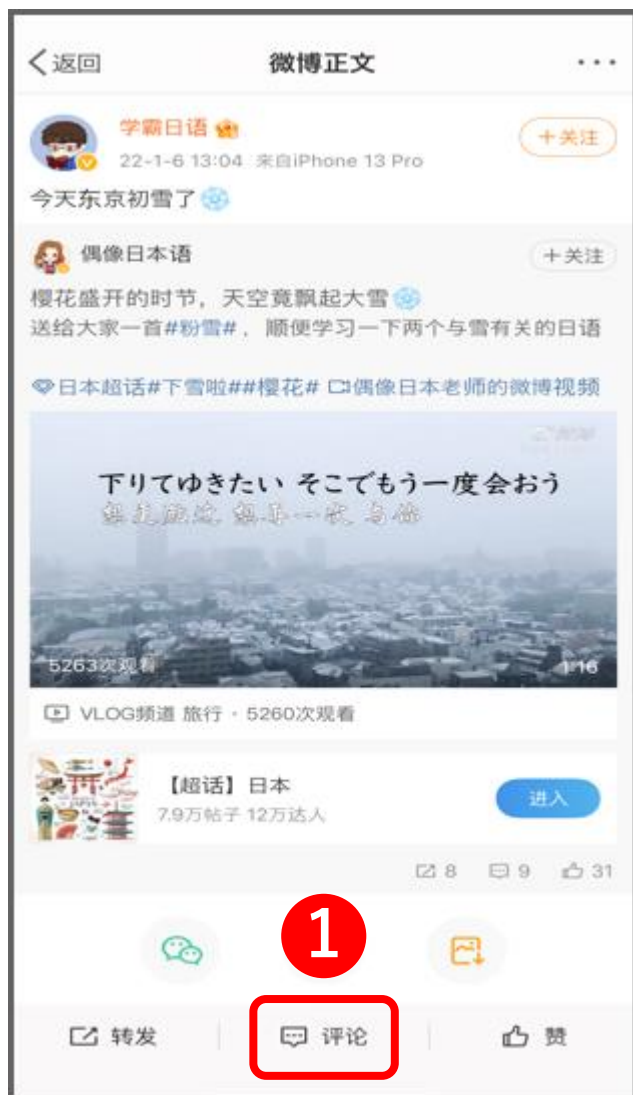 返回 微博正文 ...
学霸日语
+关注
22-1-6 13:04 来自iPhone 13 Pro
今天东京初雪了
偶像日本语 +关注
樱花盛开的时节，天空竟飘起大雪
送给大家一首#粉雪#，顺便学习一下两个与雪有关的日语
日本超话#下雪啦##樱花# 偶像日本老师的微博视频
下りてゆきたい そこでもう一度会おう
5263次观看 1:16
VLOG频道 旅行 · 5260次观看
【超话】日本
7.9万帖子 12万达人
进入
8 9 31
1
转发 评论 赞